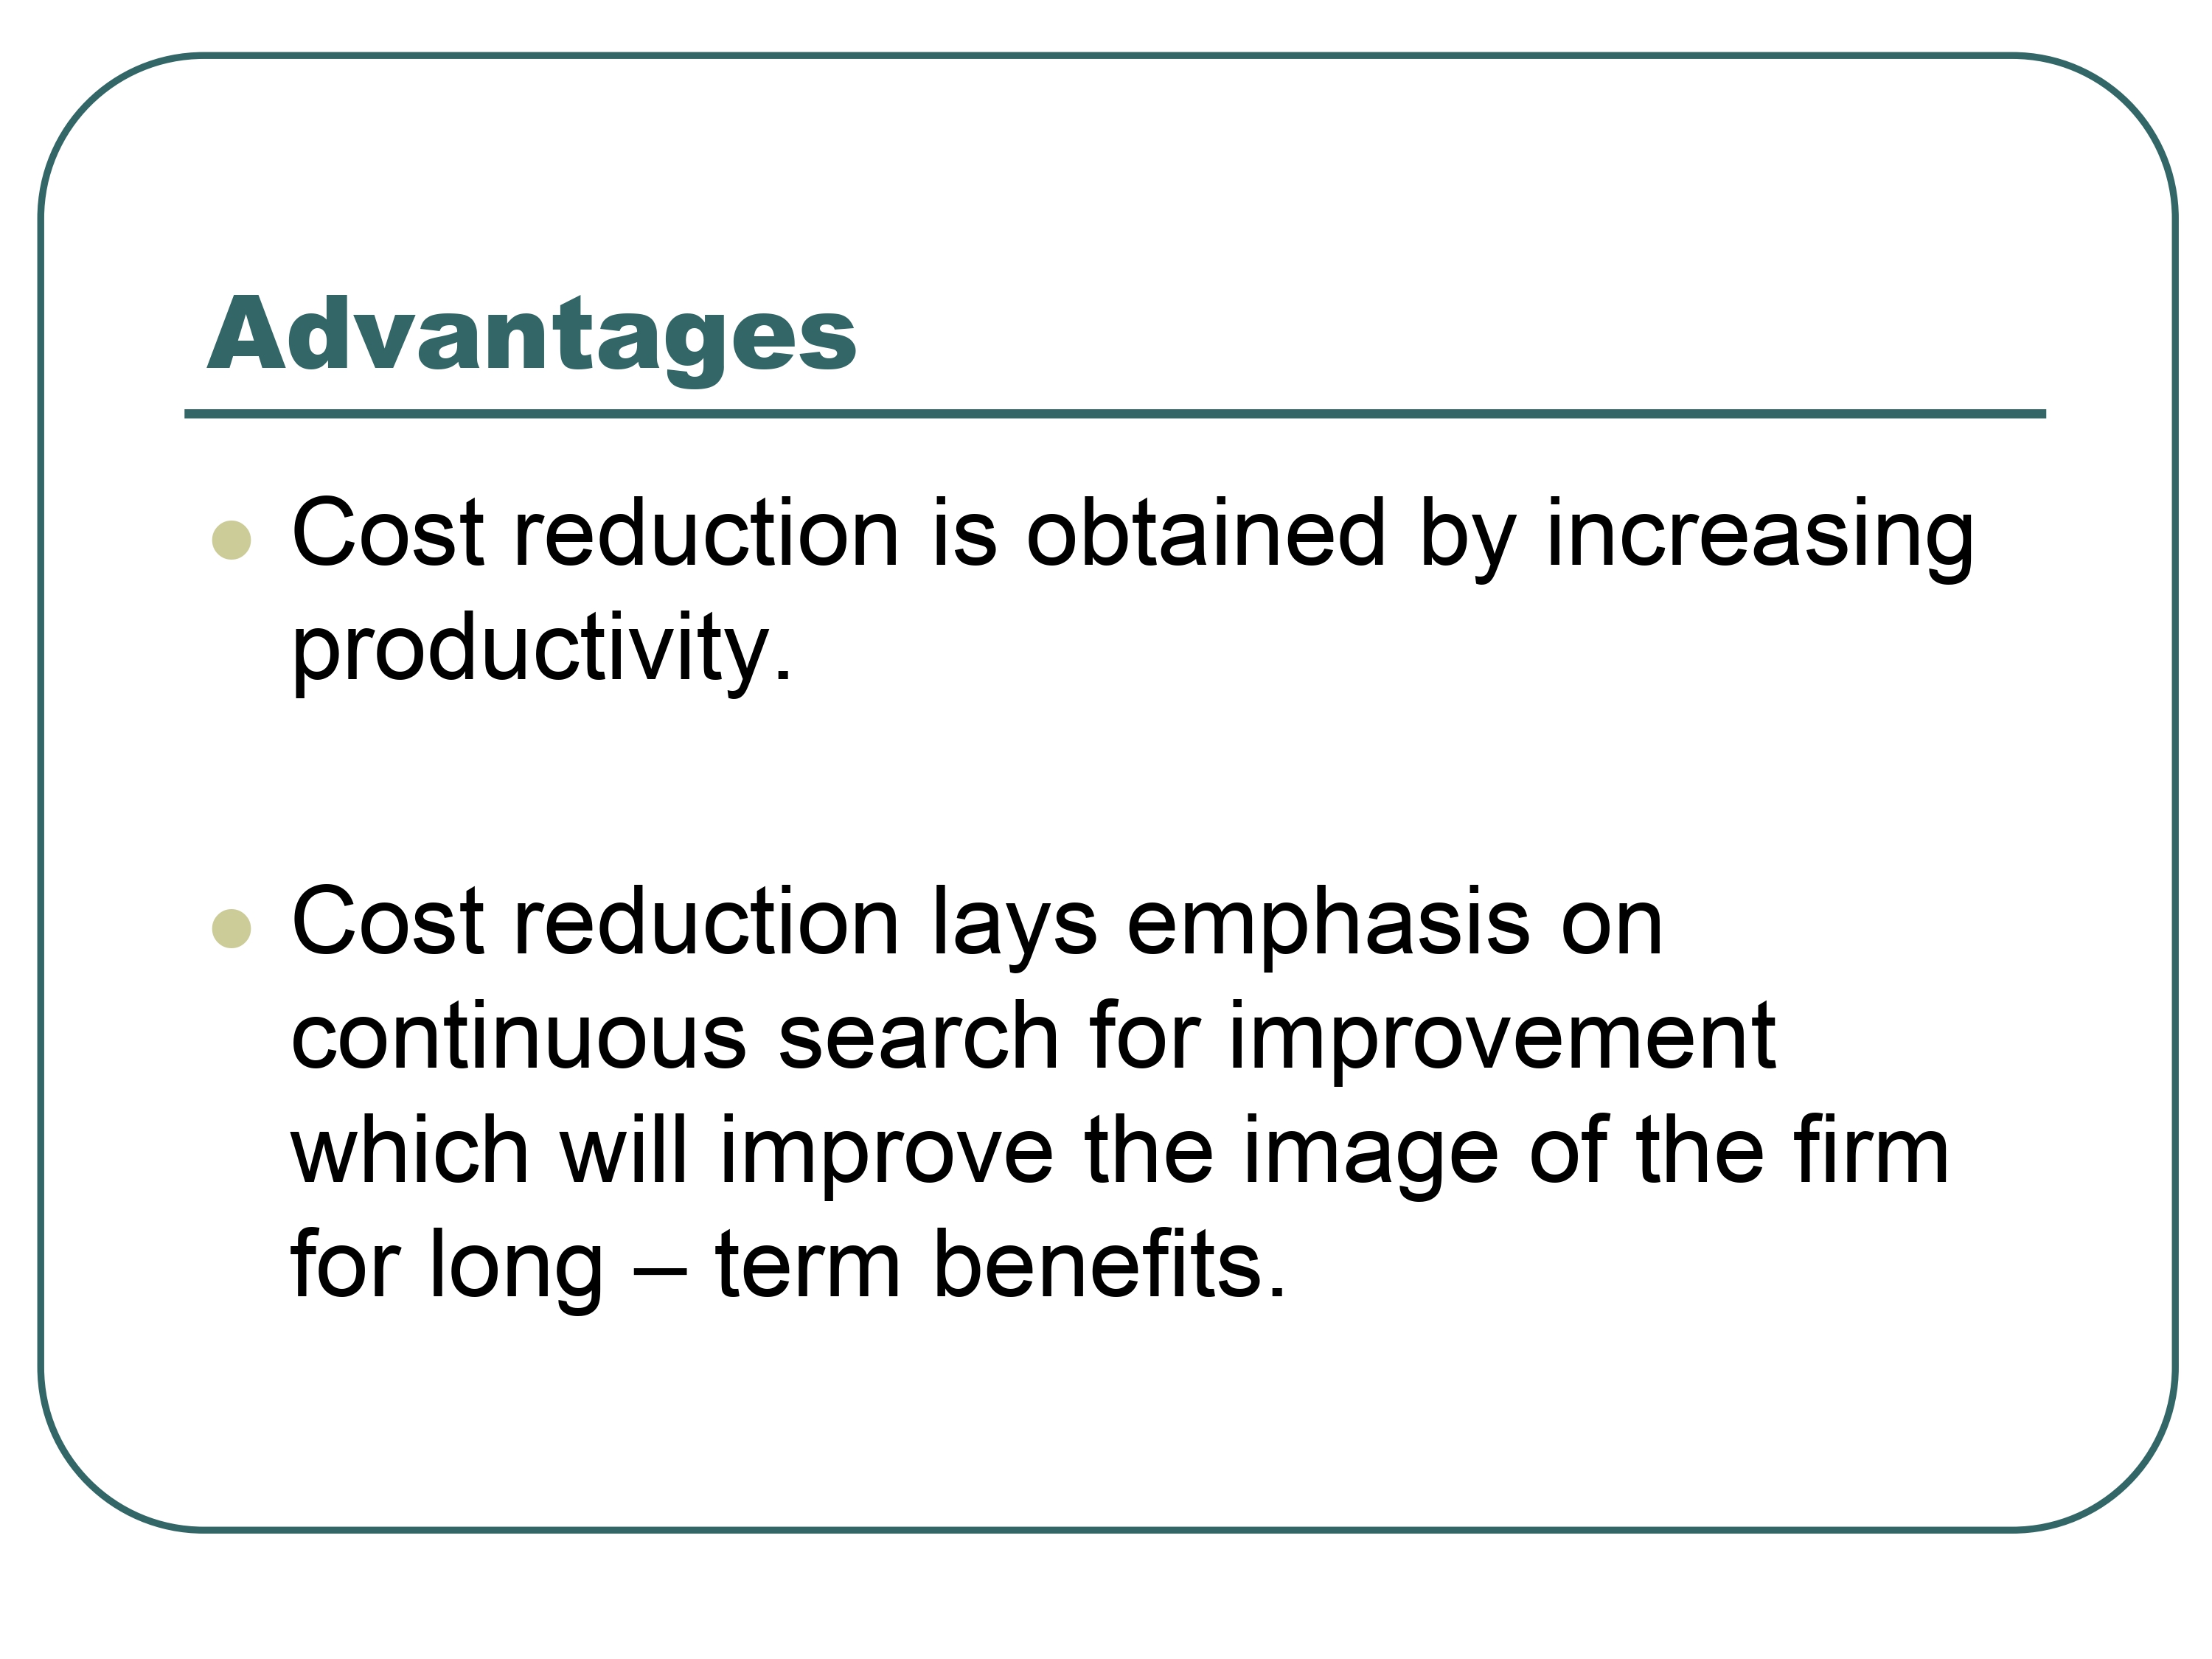 Advantages
Cost reduction is obtained by increasing
productivity.
Cost reduction lays emphasis on
continuous search for improvement
which will improve the image of the firm
for long – term benefits.